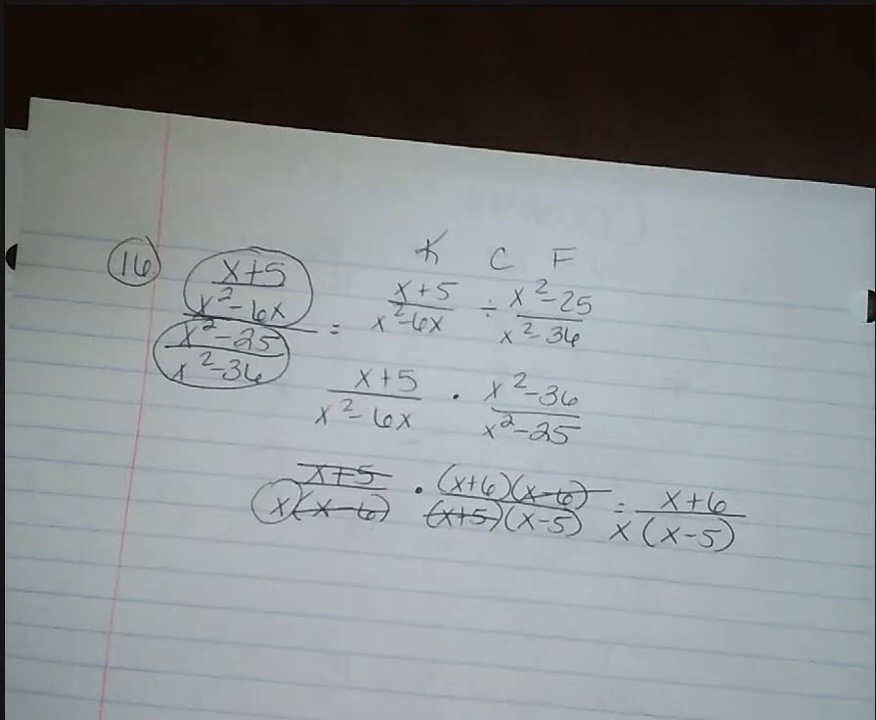 16
K C F
(x+5)/(x²-6x) / (x²-25)/(x²-36) = (x+5)/(x²-6x) ÷ (x²-25)/(x²-36)
(x+5)/(x²-6x) · (x²-36)/(x²-25)
(x+5)/(x(x-6)) · ((x+6)(x-6))/((x+5)(x-5)) = (x+6)/(x(x-5))